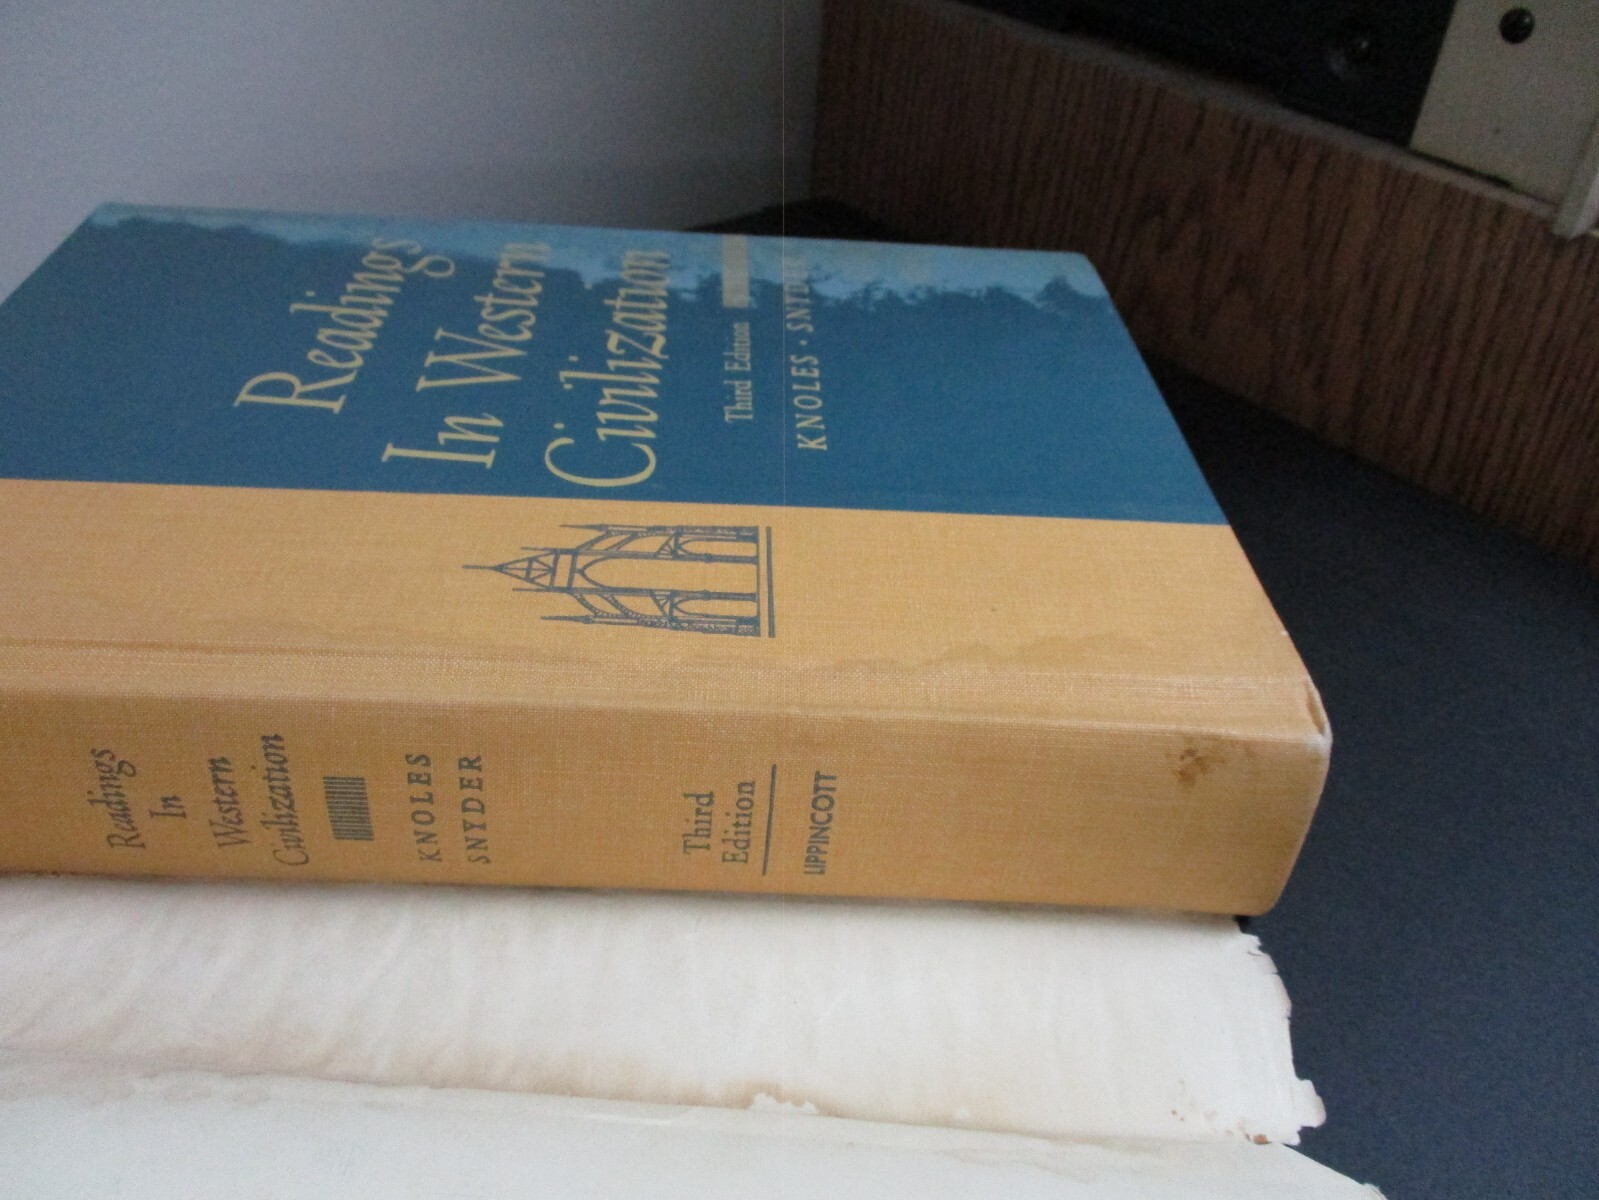 Readings
In Western
Civilization
Third Edition
KNOLES · SNYDER
Readings
In
Western
Civilization
KNOLES
SNYDER
Third
Edition
LIPPINCOTT